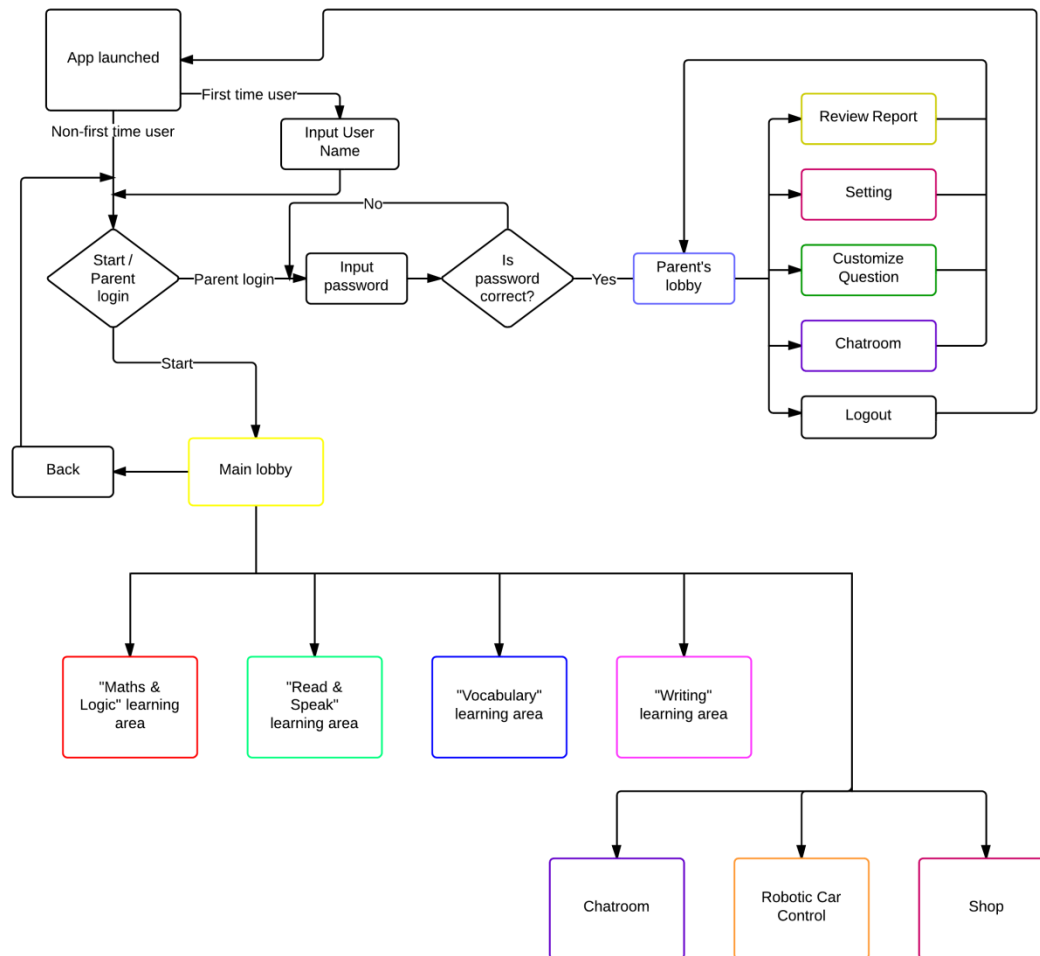 App launched
First time user
Non-first time user
Input User
Name
No
Start /
Parent
login
Parent login
Input
password
Is
password
correct?
Yes
Parent's
lobby
Review Report
Setting
Customize
Question
Chatroom
Logout
Start
Back
Main lobby
"Maths &
Logic" learning
area
"Read &
Speak"
learning area
"Vocabulary"
learning area
"Writing"
learning area
Chatroom
Robotic Car
Control
Shop